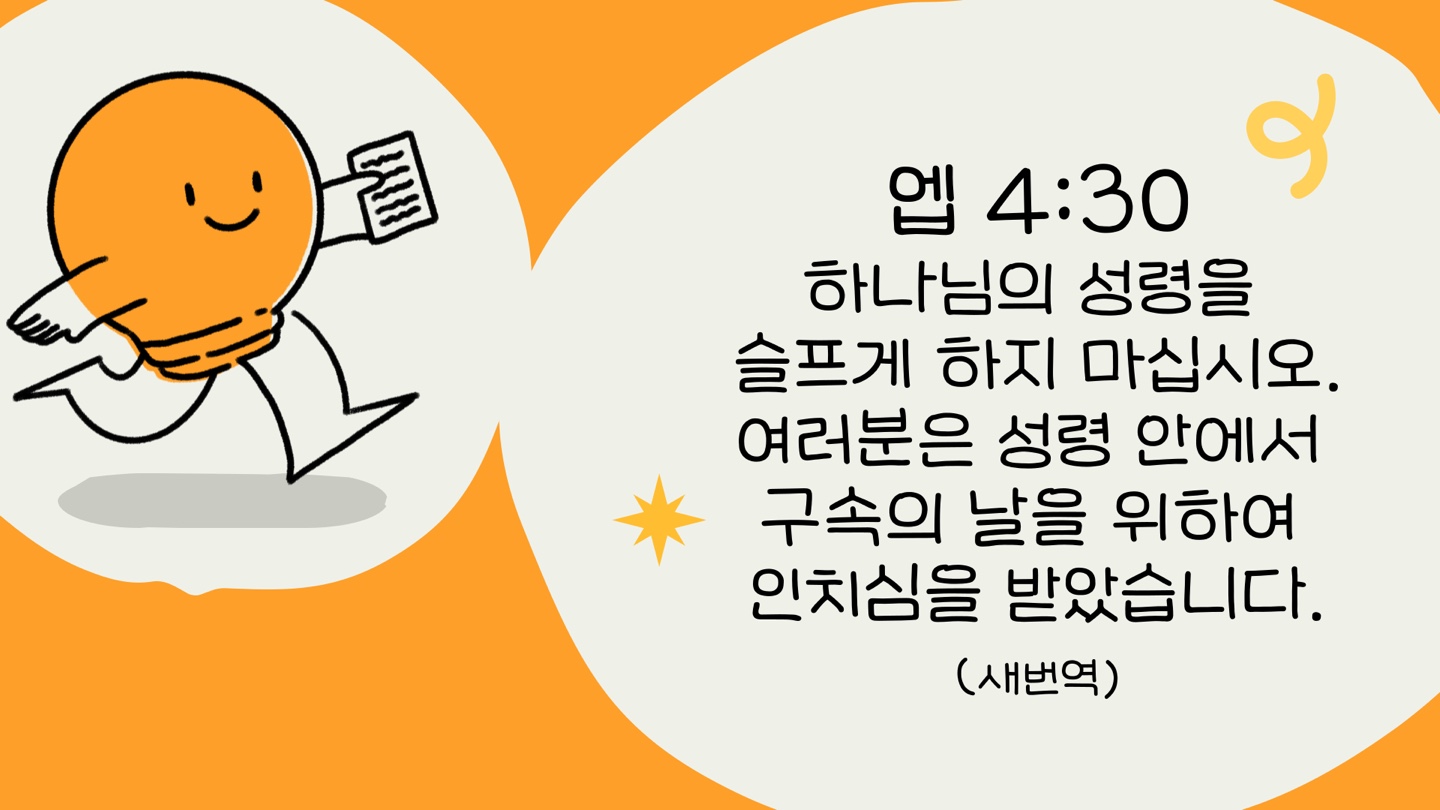 엡 4:30
하나님의 성령을
슬프게 하지 마십시오.
여러분은 성령 안에서
구속의 날을 위하여
인치심을 받았습니다.
(새번역)